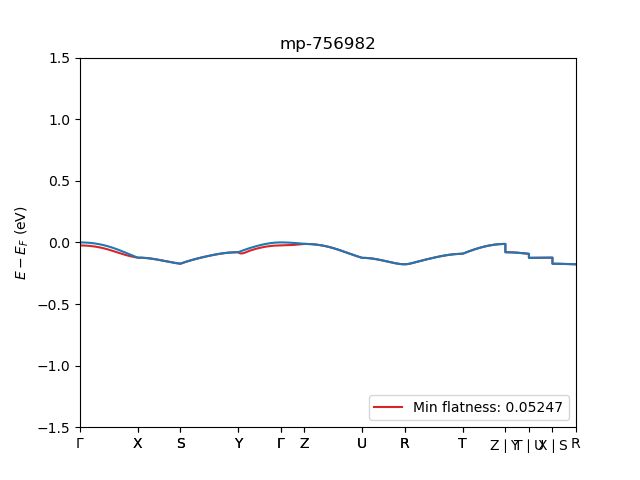 mp-756982
1.5
1.0
0.5
0.0
−0.5
−1.0
−1.5
E − E_F (eV)
Min flatness: 0.05247
Γ X S Y Γ Z U R T Z | Y T | U X | S R